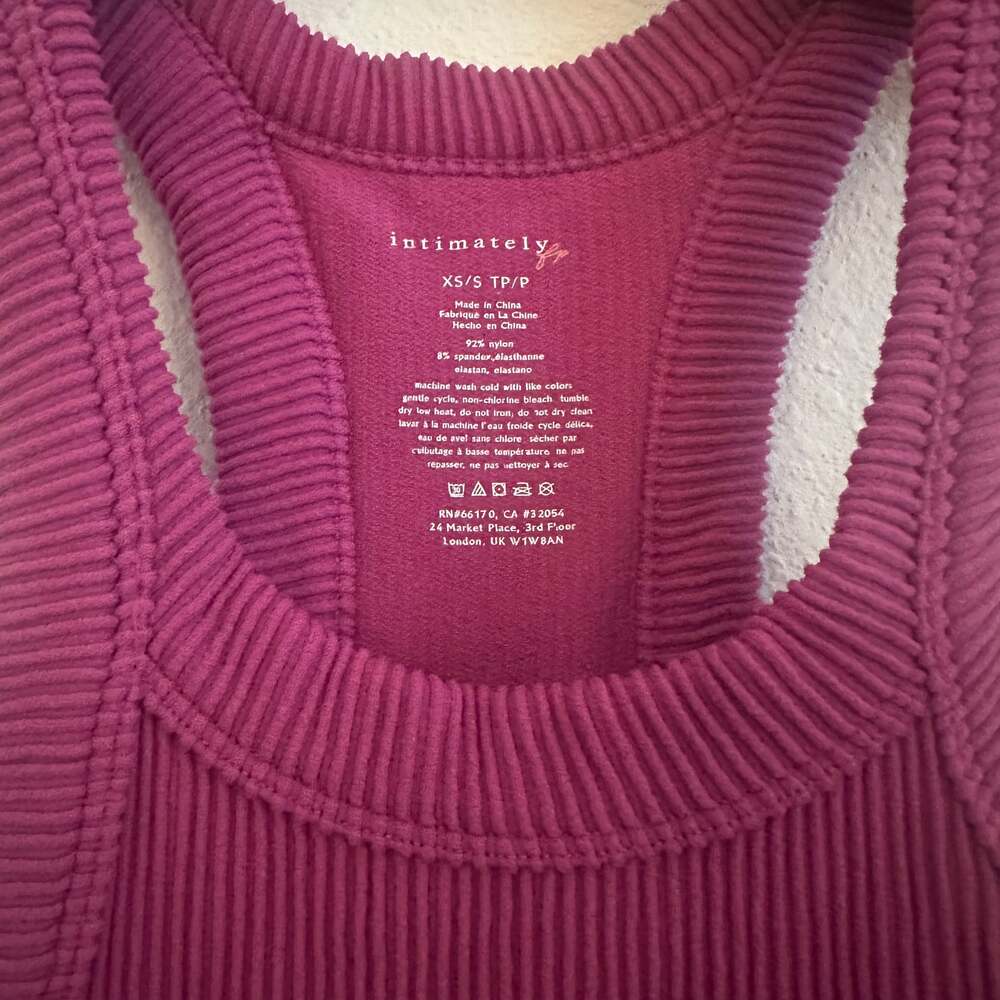 intimately fp
XS/S TP/P
Made in China
Fabriqué en La Chine
Hecho en China
92% nylon
8% spandex,élasthanne
elastan, elastano
machine wash cold with like colors
gentle cycle, non-chlorine bleach tumble
dry low heat, do not iron, do not dry clean
lavar à la machine l'eau froide cycle délica,
eau de avel sans chlore sécher par
culbutage à basse température ne pas
repasser, ne pas nettoyer à sec
30
RN#66170, CA #32054
24 Market Place, 3rd Floor
London, UK W1W8AN